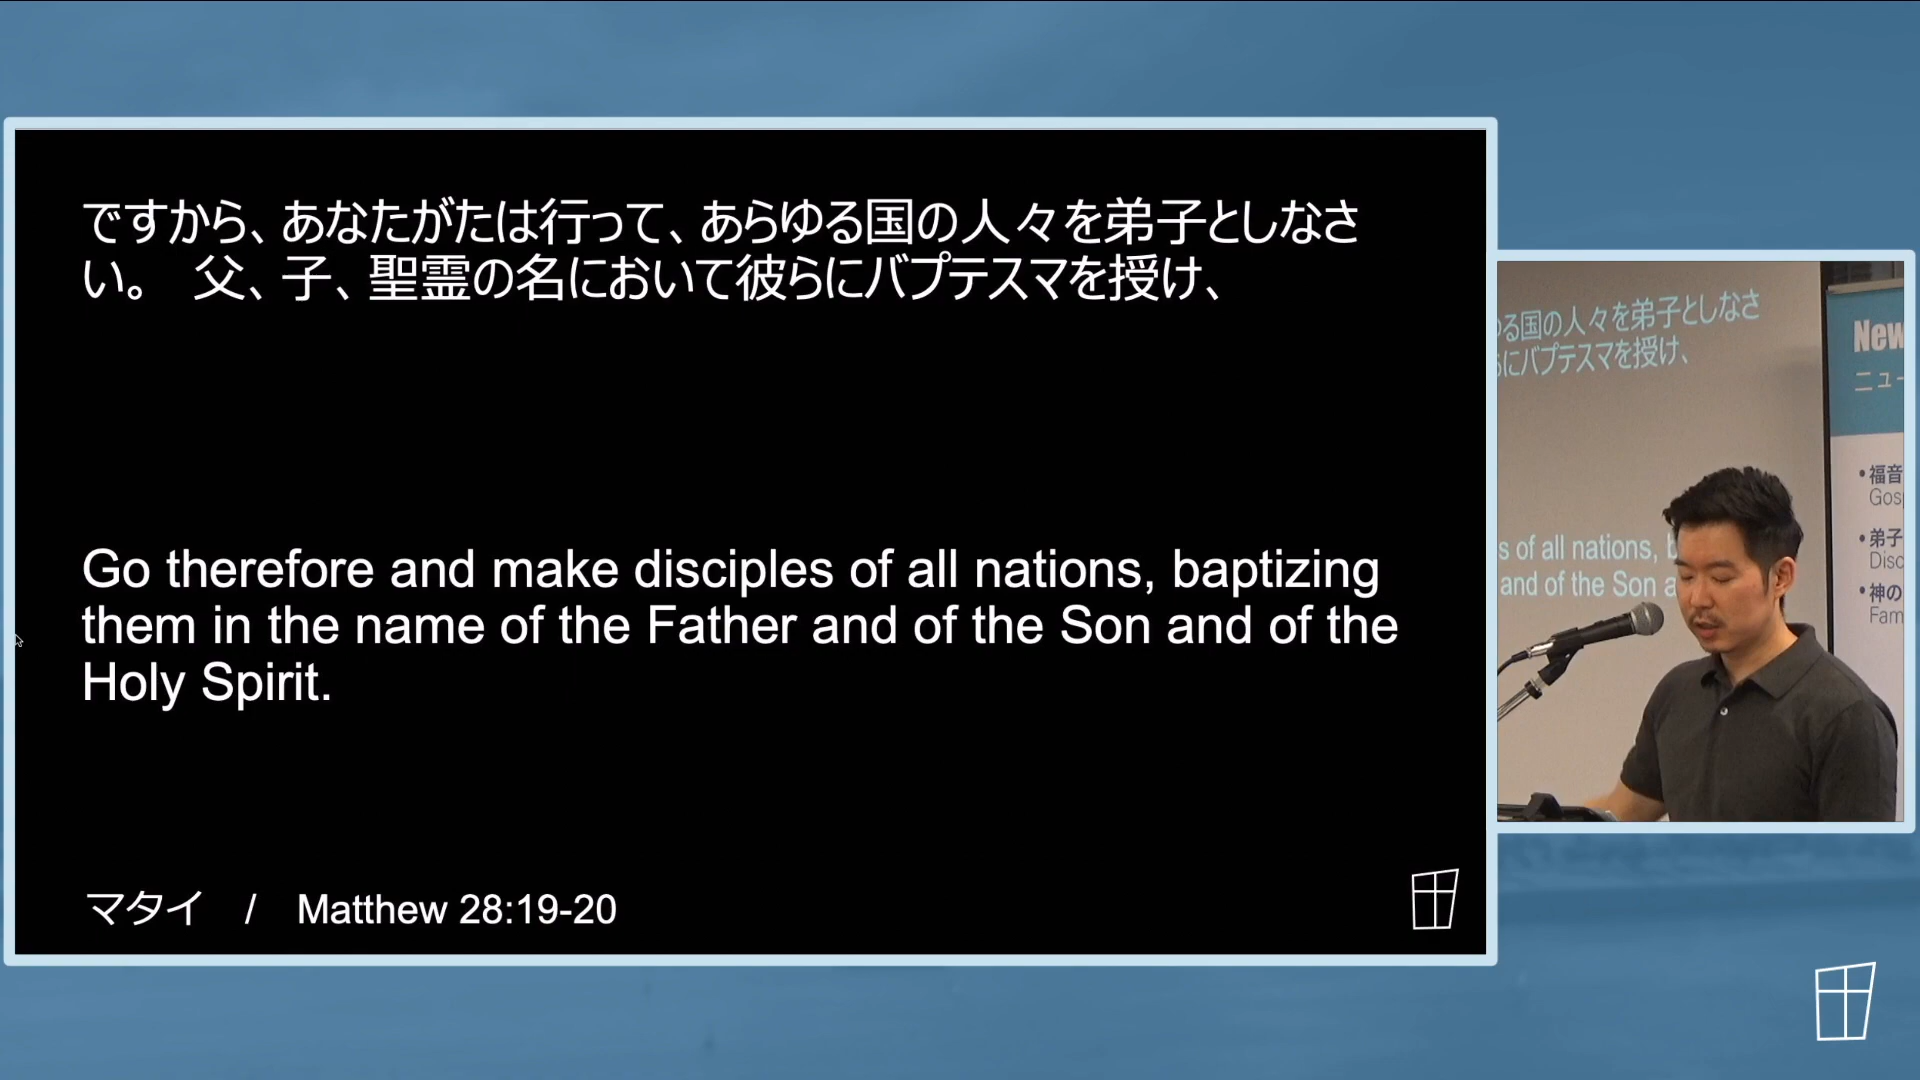 ですから、あなたがたは行って、あらゆる国の人々を弟子としなさ
い。　父、子、聖霊の名において彼らにバプテスマを授け、
Go therefore and make disciples of all nations, baptizing
them in the name of the Father and of the Son and of the
Holy Spirit.
マタイ　/　Matthew 28:19-20
る国の人々を弟子としなさ
にバプテスマを授け、
s of all nations,
and of the Son a
New
ニュー
•福音
Gos
•弟子
Disc
•神の
Fam